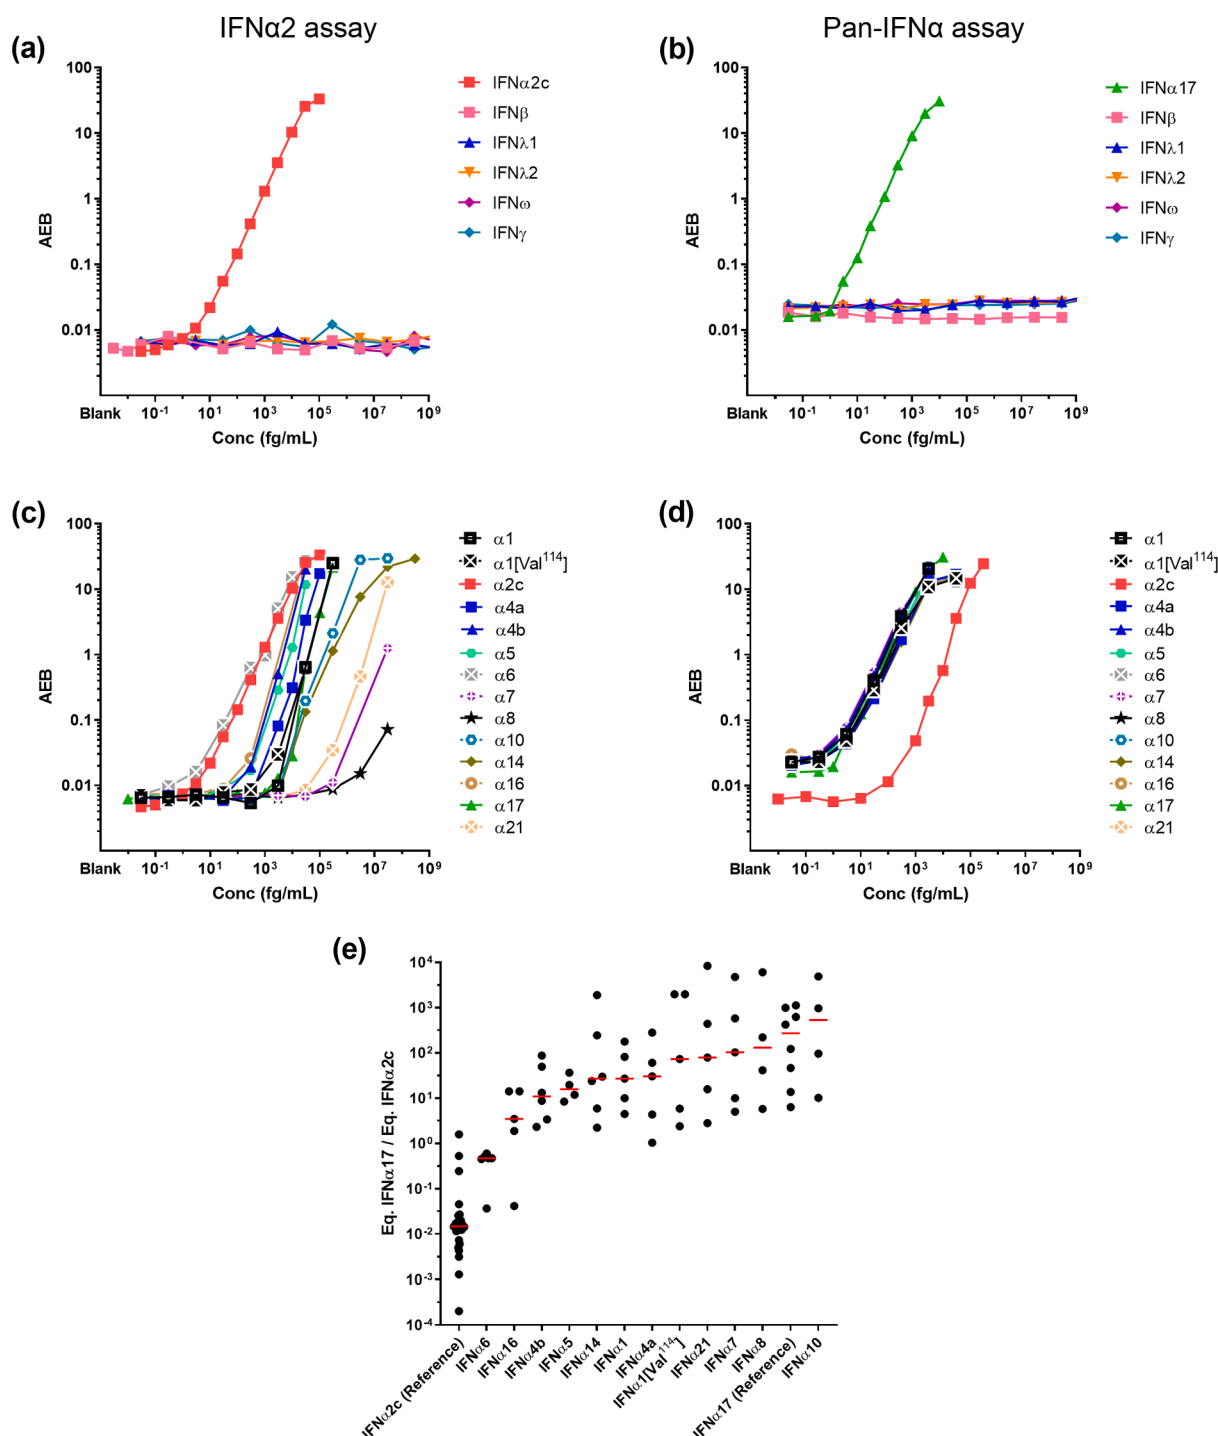 IFNα2 assay
Pan-IFNα assay
(a)
100
10
1
0.1
0.01
AEB
Blank 10⁻¹ 10¹ 10³ 10⁵ 10⁷ 10⁹
Conc (fg/mL)
IFNα2c
IFNβ
IFNλ1
IFNλ2
IFNω
IFNγ
(b)
100
10
1
0.1
0.01
AEB
Blank 10⁻¹ 10¹ 10³ 10⁵ 10⁷ 10⁹
Conc (fg/mL)
IFNα17
IFNβ
IFNλ1
IFNλ2
IFNω
IFNγ
(c)
100
10
1
0.1
0.01
AEB
Blank 10⁻¹ 10¹ 10³ 10⁵ 10⁷ 10⁹
Conc (fg/mL)
α1
α1[Val¹¹⁴]
α2c
α4a
α4b
α5
α6
α7
α8
α10
α14
α16
α17
α21
(d)
100
10
1
0.1
0.01
AEB
Blank 10⁻¹ 10¹ 10³ 10⁵ 10⁷ 10⁹
Conc (fg/mL)
α1
α1[Val¹¹⁴]
α2c
α4a
α4b
α5
α6
α7
α8
α10
α14
α16
α17
α21
(e)
10⁴
10³
10²
10¹
10⁰
10⁻¹
10⁻²
10⁻³
10⁻⁴
Eq. IFNα17 / Eq. IFNα2c
IFNα2c (Reference)
IFNα6
IFNα16
IFNα4b
IFNα5
IFNα14
IFNα1
IFNα4a
IFNα1[Val¹¹⁴]
IFNα21
IFNα7
IFNα8
IFNα17 (Reference)
IFNα10